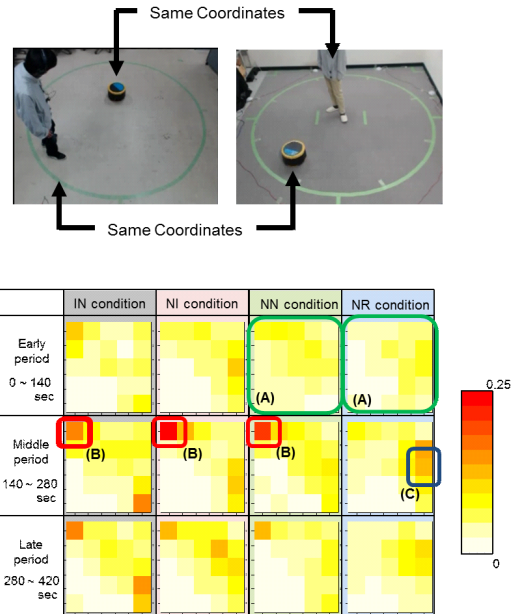 Same Coordinates
Same Coordinates
IN condition
NI condition
NN condition
NR condition
Early
period
0 ~ 140
sec
(A)
(A)
0.25
Middle
period
140 ~ 280
sec
(B)
(B)
(B)
(C)
Late
period
280 ~ 420
sec
0